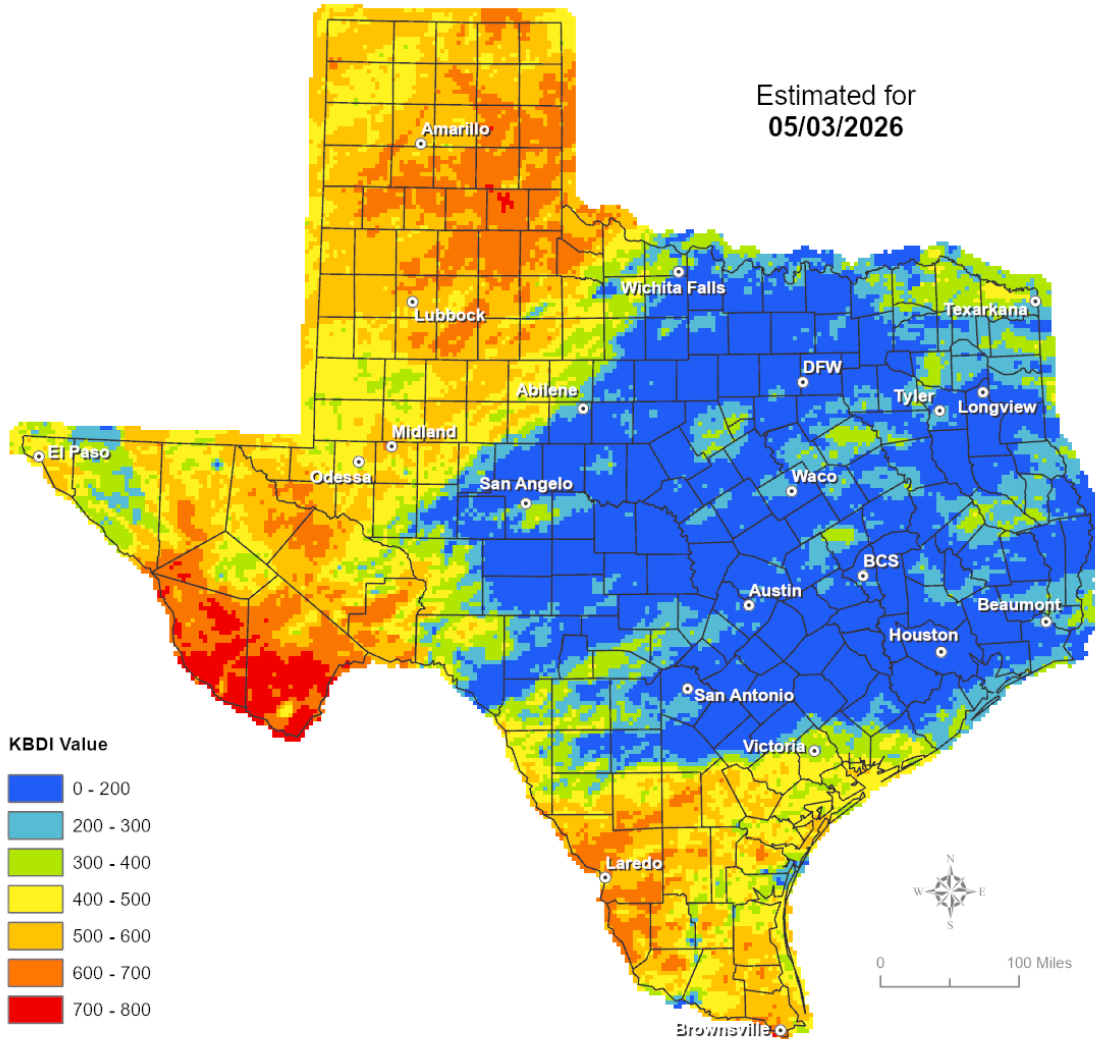 Estimated for
05/03/2026
Amarillo
Wichita Falls
Lubbock
Texarkana
DFW
Abilene
Tyler
Longview
Midland
El Paso
Odessa
San Angelo
Waco
BCS
Austin
Beaumont
Houston
San Antonio
Victoria
KBDI Value
0 - 200
200 - 300
300 - 400
400 - 500
500 - 600
600 - 700
700 - 800
Laredo
N
W
E
S
0
100 Miles
Brownsville